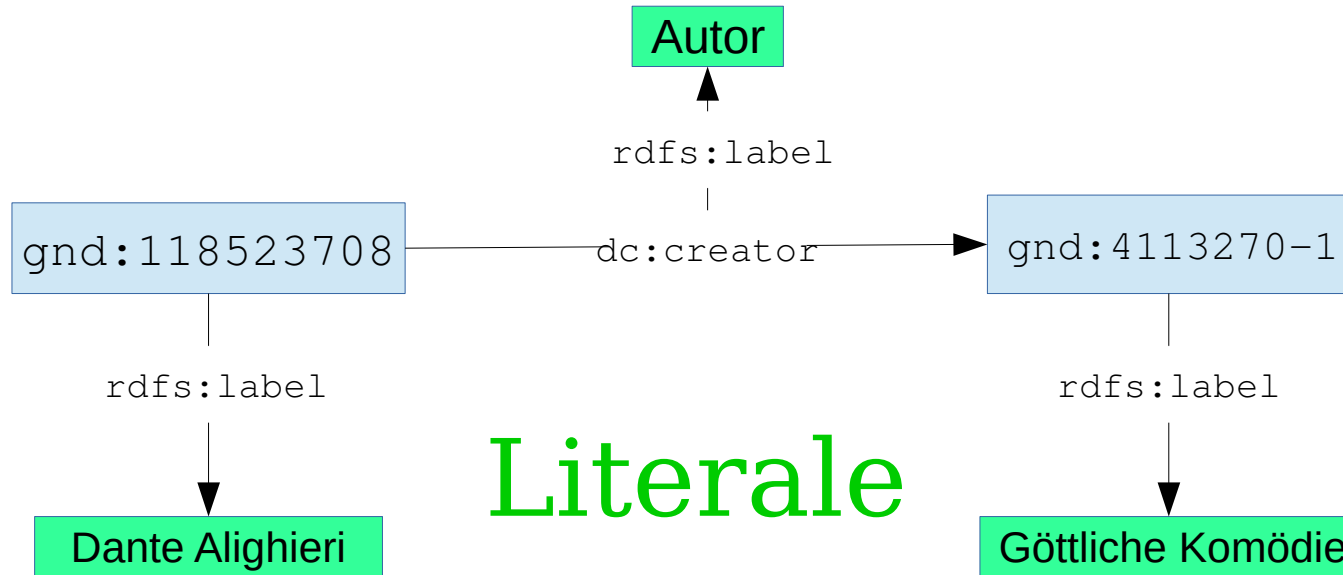 Autor
rdfs:label
gnd:118523708
dc:creator
gnd:4113270-1
rdfs:label
rdfs:label
Literale
Dante Alighieri
Göttliche Komödie